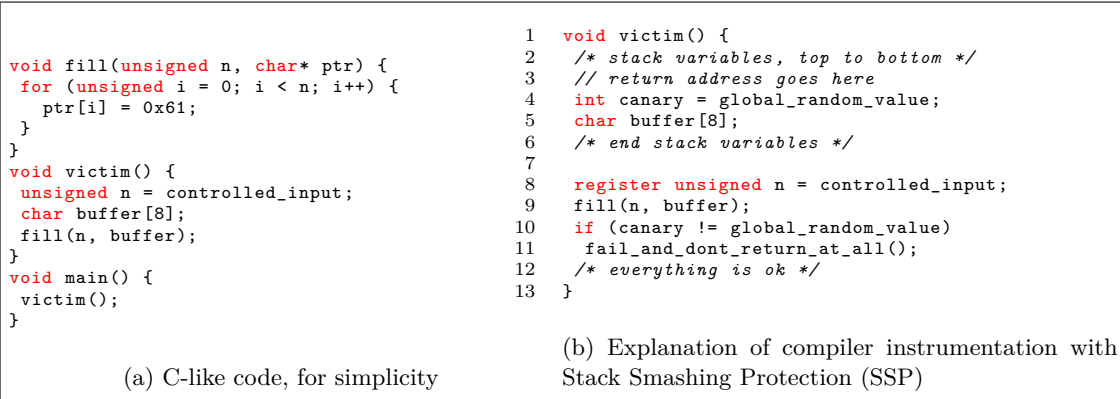 void fill(unsigned n, char* ptr) {
for (unsigned i = 0; i < n; i++) {
ptr[i] = 0x61;
}
}
void victim() {
unsigned n = controlled_input;
char buffer[8];
fill(n, buffer);
}
void main() {
victim();
}
(a) C-like code, for simplicity
1 void victim() {
2 /* stack variables, top to bottom */
3 // return address goes here
4 int canary = global_random_value;
5 char buffer[8];
6 /* end stack variables */
7
8 register unsigned n = controlled_input;
9 fill(n, buffer);
10 if (canary != global_random_value)
11 fail_and_dont_return_at_all();
12 /* everything is ok */
13 }
(b) Explanation of compiler instrumentation with
Stack Smashing Protection (SSP)